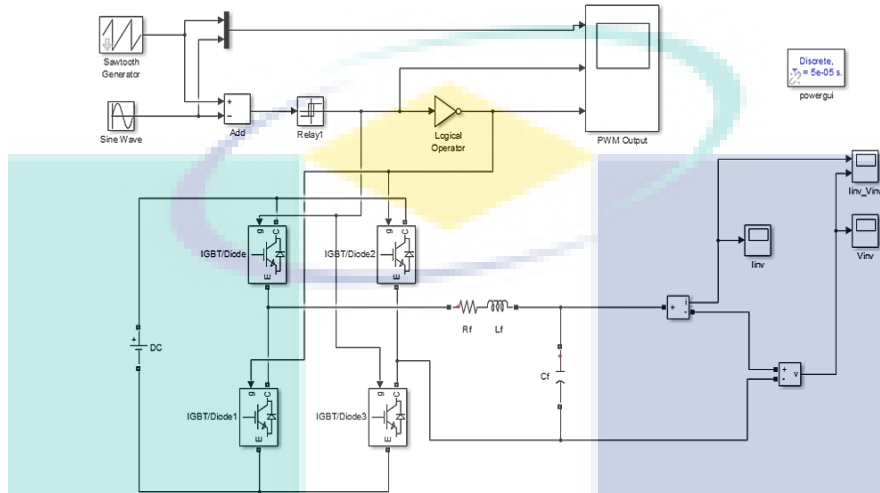 Sawtooth
Generator
Sine Wave
+
-
Add
Relay1
Logical
Operator
PWM Output
Discrete,
= 5e-05 s.
powergui
Iinv_Vinv
Iinv
Vinv
g
C
E
IGBT/Diode
g
C
E
IGBT/Diode2
Rf
Lf
+
i
-
+
DC
Cf
+
-
v
g
C
E
IGBT/Diode1
g
C
E
IGBT/Diode3